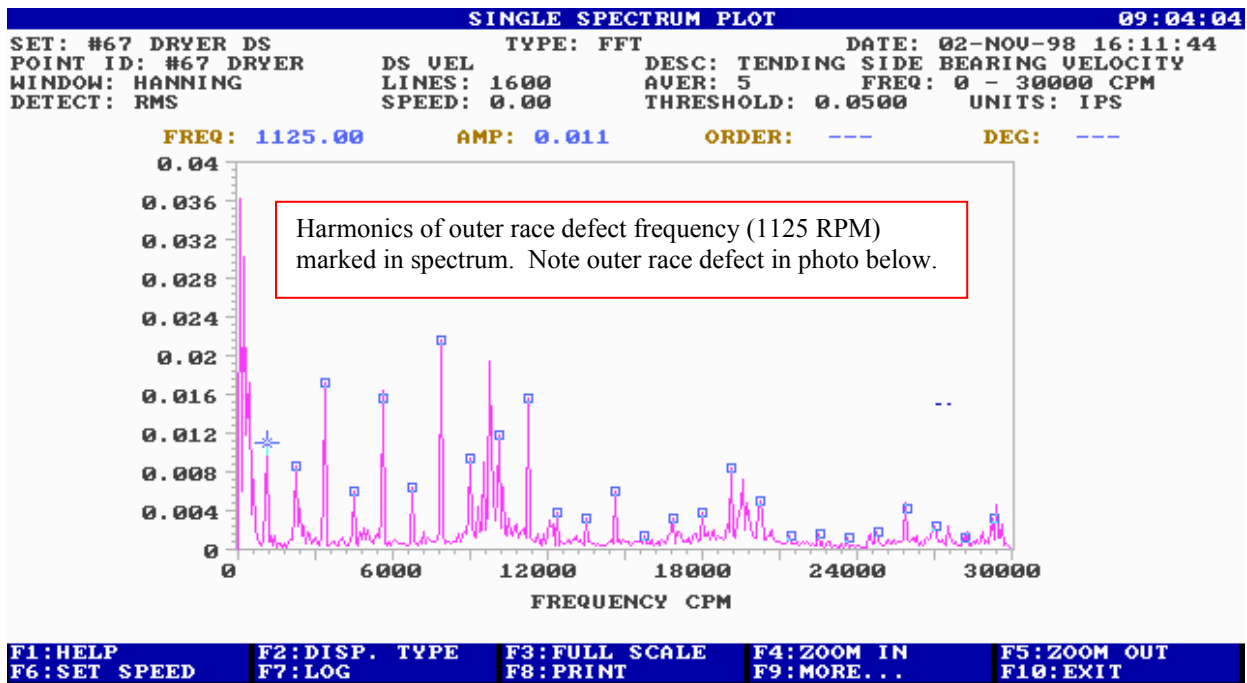 SINGLE SPECTRUM PLOT 09:04:04
SET: #67 DRYER DS TYPE: FFT DATE: 02-NOV-98 16:11:44
POINT ID: #67 DRYER DS VEL DESC: TENDING SIDE BEARING VELOCITY
WINDOW: HANNING LINES: 1600 AVER: 5 FREQ: 0 - 30000 CPM
DETECT: RMS SPEED: 0.00 THRESHOLD: 0.0500 UNITS: IPS
FREQ: 1125.00 AMP: 0.011 ORDER: --- DEG: ---
0.04
0.036
Harmonics of outer race defect frequency (1125 RPM)
marked in spectrum. Note outer race defect in photo below.
0.032
0.028
0.024
0.02
0.016
0.012
0.008
0.004
0
0 6000 12000 18000 24000 30000
FREQUENCY CPM
F1:HELP F2:DISP. TYPE F3:FULL SCALE F4:ZOOM IN F5:ZOOM OUT
F6:SET SPEED F7:LOG F8:PRINT F9:MORE... F10:EXIT